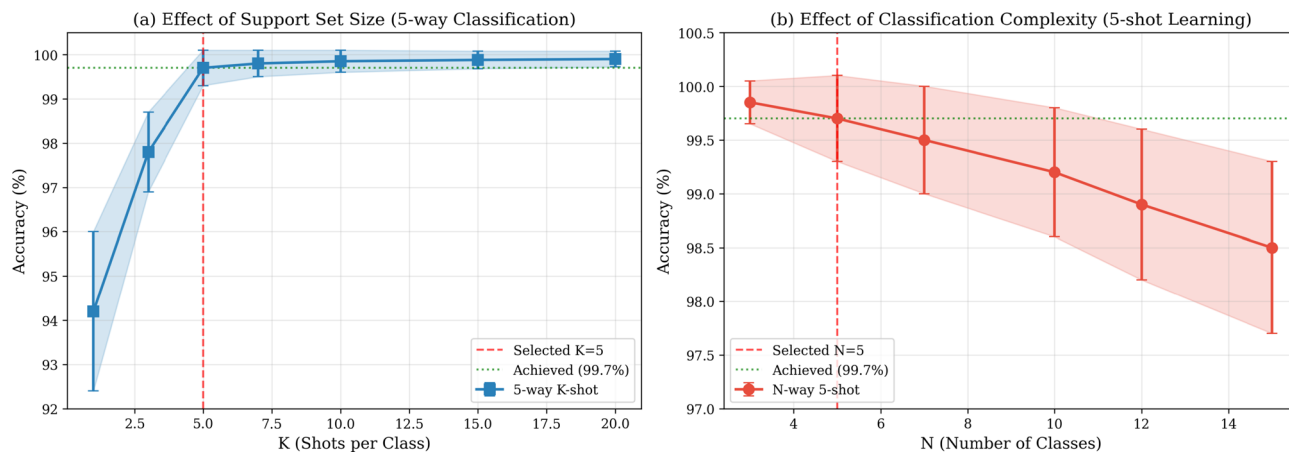 (a) Effect of Support Set Size (5-way Classification)
Accuracy (%)
100
99
98
97
96
95
94
93
92
2.5 5.0 7.5 10.0 12.5 15.0 17.5 20.0
K (Shots per Class)
Selected K=5
Achieved (99.7%)
5-way K-shot
(b) Effect of Classification Complexity (5-shot Learning)
Accuracy (%)
100.5
100.0
99.5
99.0
98.5
98.0
97.5
97.0
4 6 8 10 12 14
N (Number of Classes)
Selected N=5
Achieved (99.7%)
N-way 5-shot